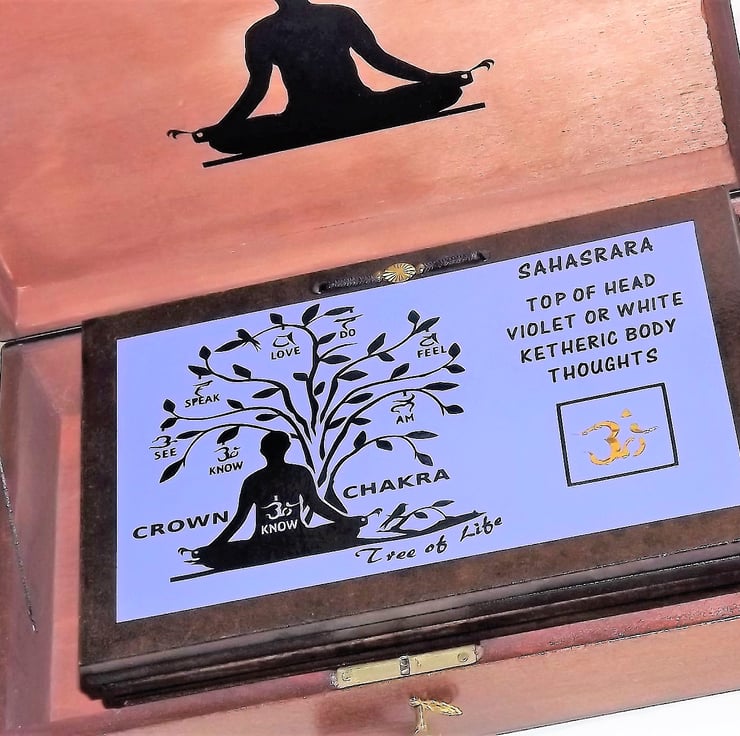 DO
LOVE
FEEL
SPEAK
AM
SEE
ॐ
KNOW
CROWN CHAKRA
ॐ
KNOW
Tree of Life
SAHASRARA
TOP OF HEAD
VIOLET OR WHITE
KETHERIC BODY
THOUGHTS
ॐ